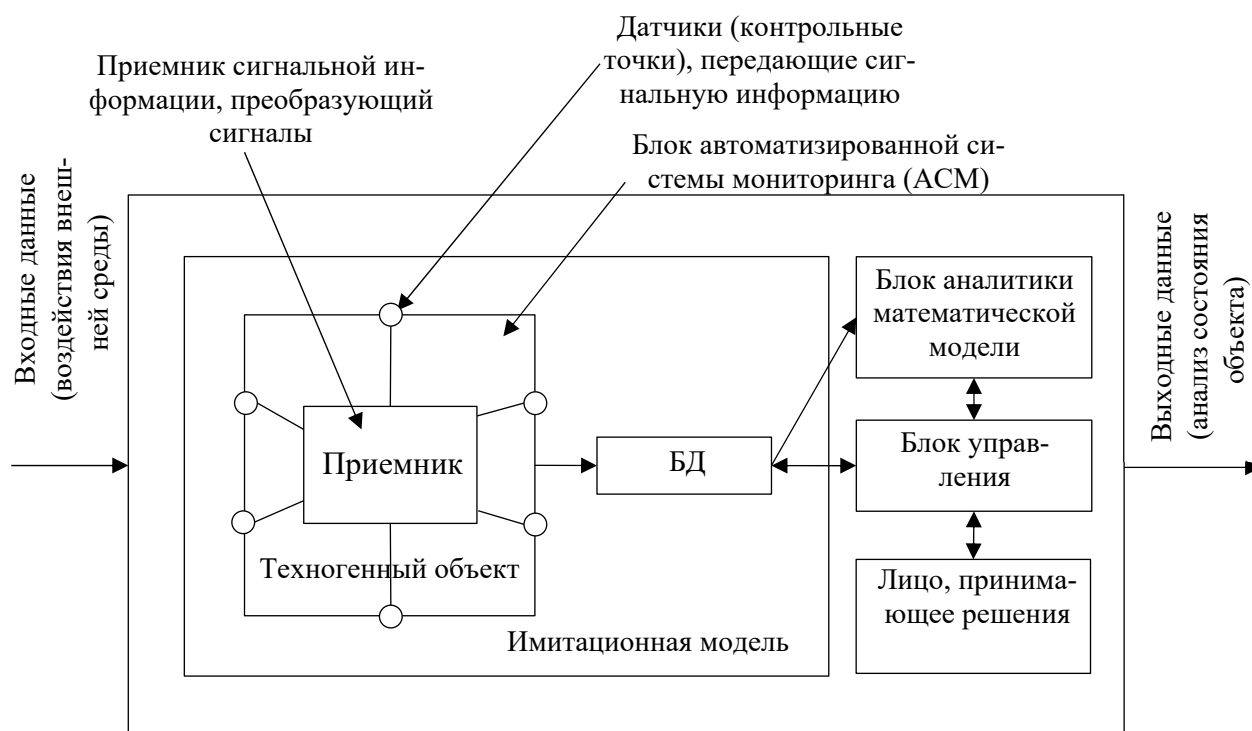 Датчики (контрольные
точки), передающие сиг-
нальную информацию
Приемник сигнальной ин-
формации, преобразующий
сигналы
Блок автоматизированной си-
стемы мониторинга (АСМ)
Входные данные
(воздействия внеш-
ней среды)
Блок аналитики
математической
модели
Выходные данные
(анализ состояния
объекта)
Приемник
БД
Блок управ-
ления
Техногенный объект
Лицо, принима-
ющее решения
Имитационная модель